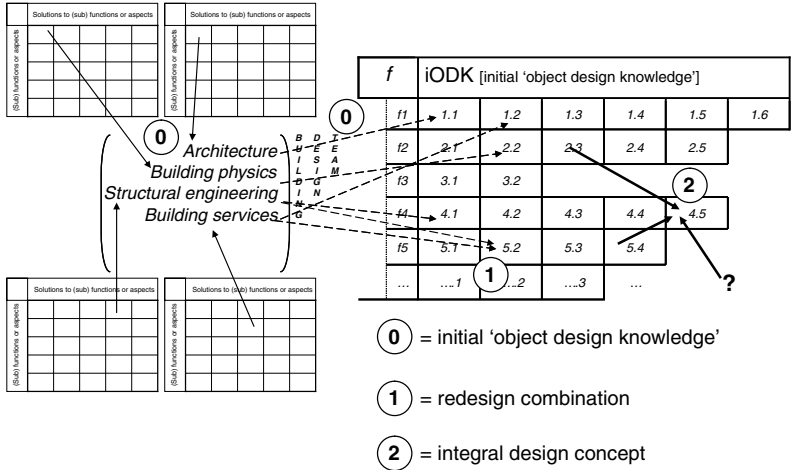 Solutions to (sub) functions or aspects
(Sub) functions or aspects
Solutions to (sub) functions or aspects
(Sub) functions or aspects
0
Architecture
Building physics
Structural engineering
Building services
BUILDING
DESIGN
TEAM
0
Solutions to (sub) functions or aspects
(Sub) functions or aspects
Solutions to (sub) functions or aspects
(Sub) functions or aspects
f iODK [initial ‘object design knowledge’]
f1 1.1 1.2 1.3 1.4 1.5 1.6
f2 2.1 2.2 2.3 2.4 2.5
f3 3.1 3.2
2
f4 4.1 4.2 4.3 4.4 4.5
f5 5.1 5.2 5.3 5.4
1
… ….1 ….2 ….3 …
?
0 = initial ‘object design knowledge’
1 = redesign combination
2 = integral design concept